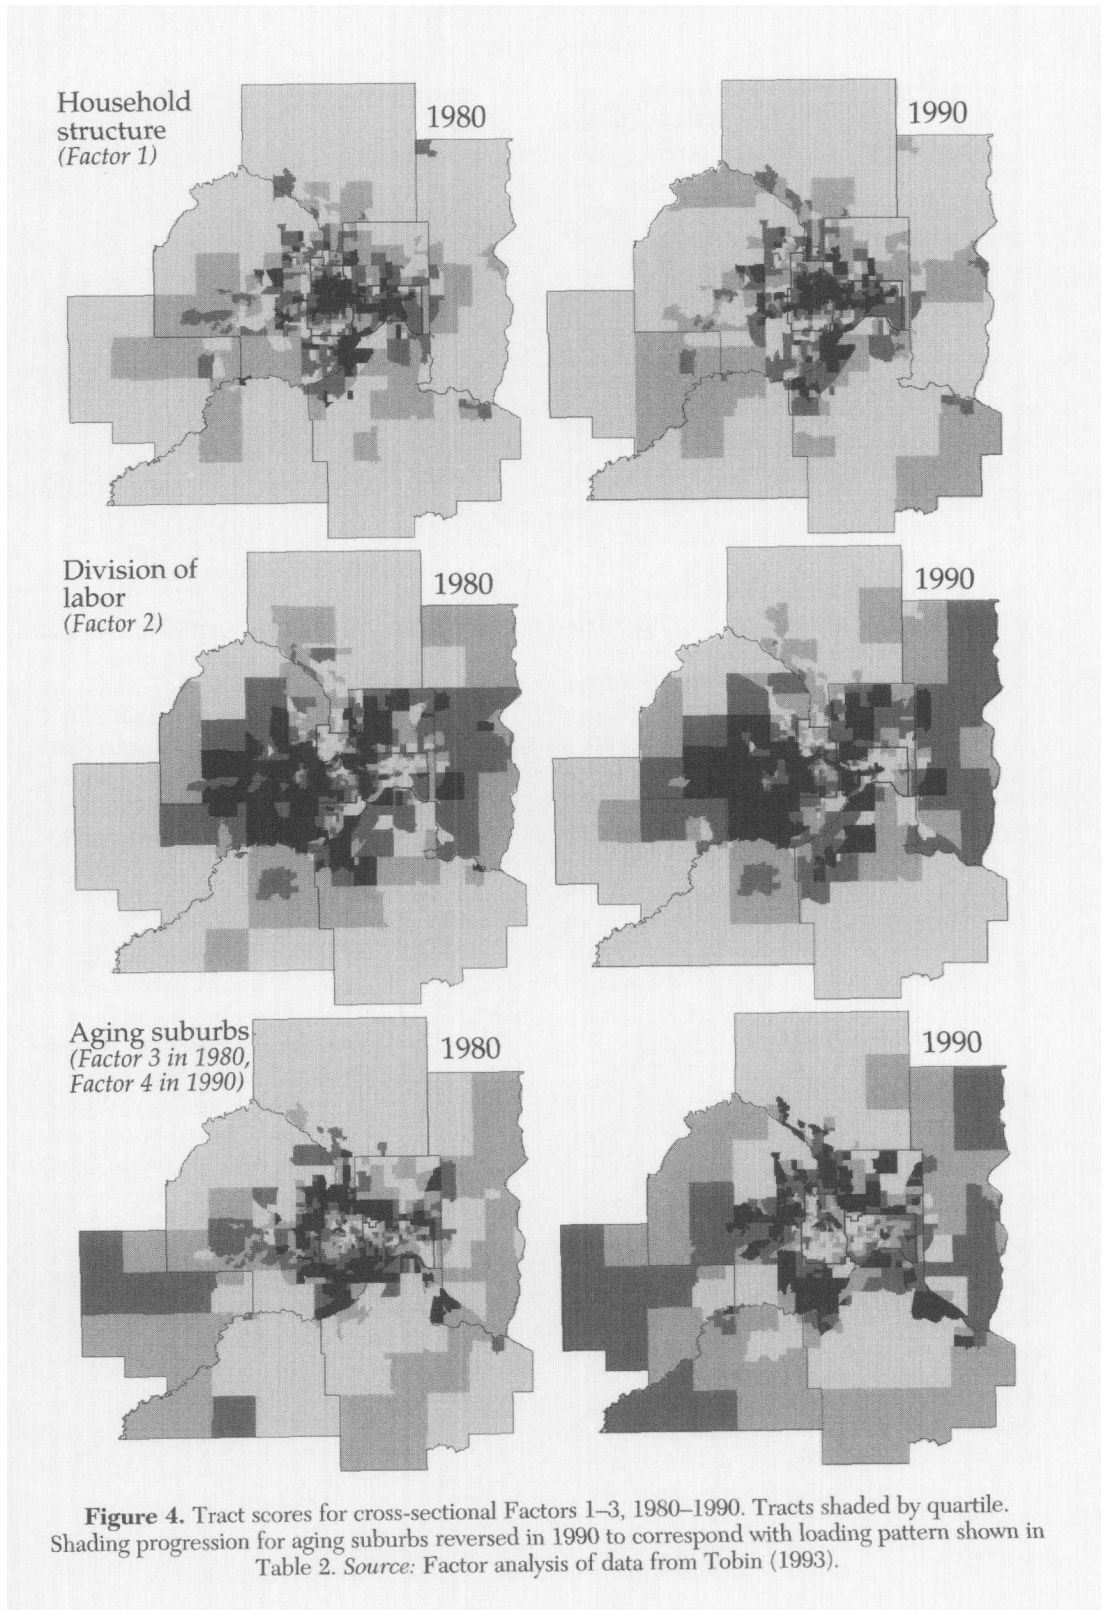 Household
structure
(Factor 1)
1980
1990
Division of
labor
(Factor 2)
1980
1990
Aging suburbs
(Factor 3 in 1980,
Factor 4 in 1990)
1980
1990
Figure 4. Tract scores for cross-sectional Factors 1–3, 1980–1990. Tracts shaded by quartile.
Shading progression for aging suburbs reversed in 1990 to correspond with loading pattern shown in
Table 2. Source: Factor analysis of data from Tobin (1993).